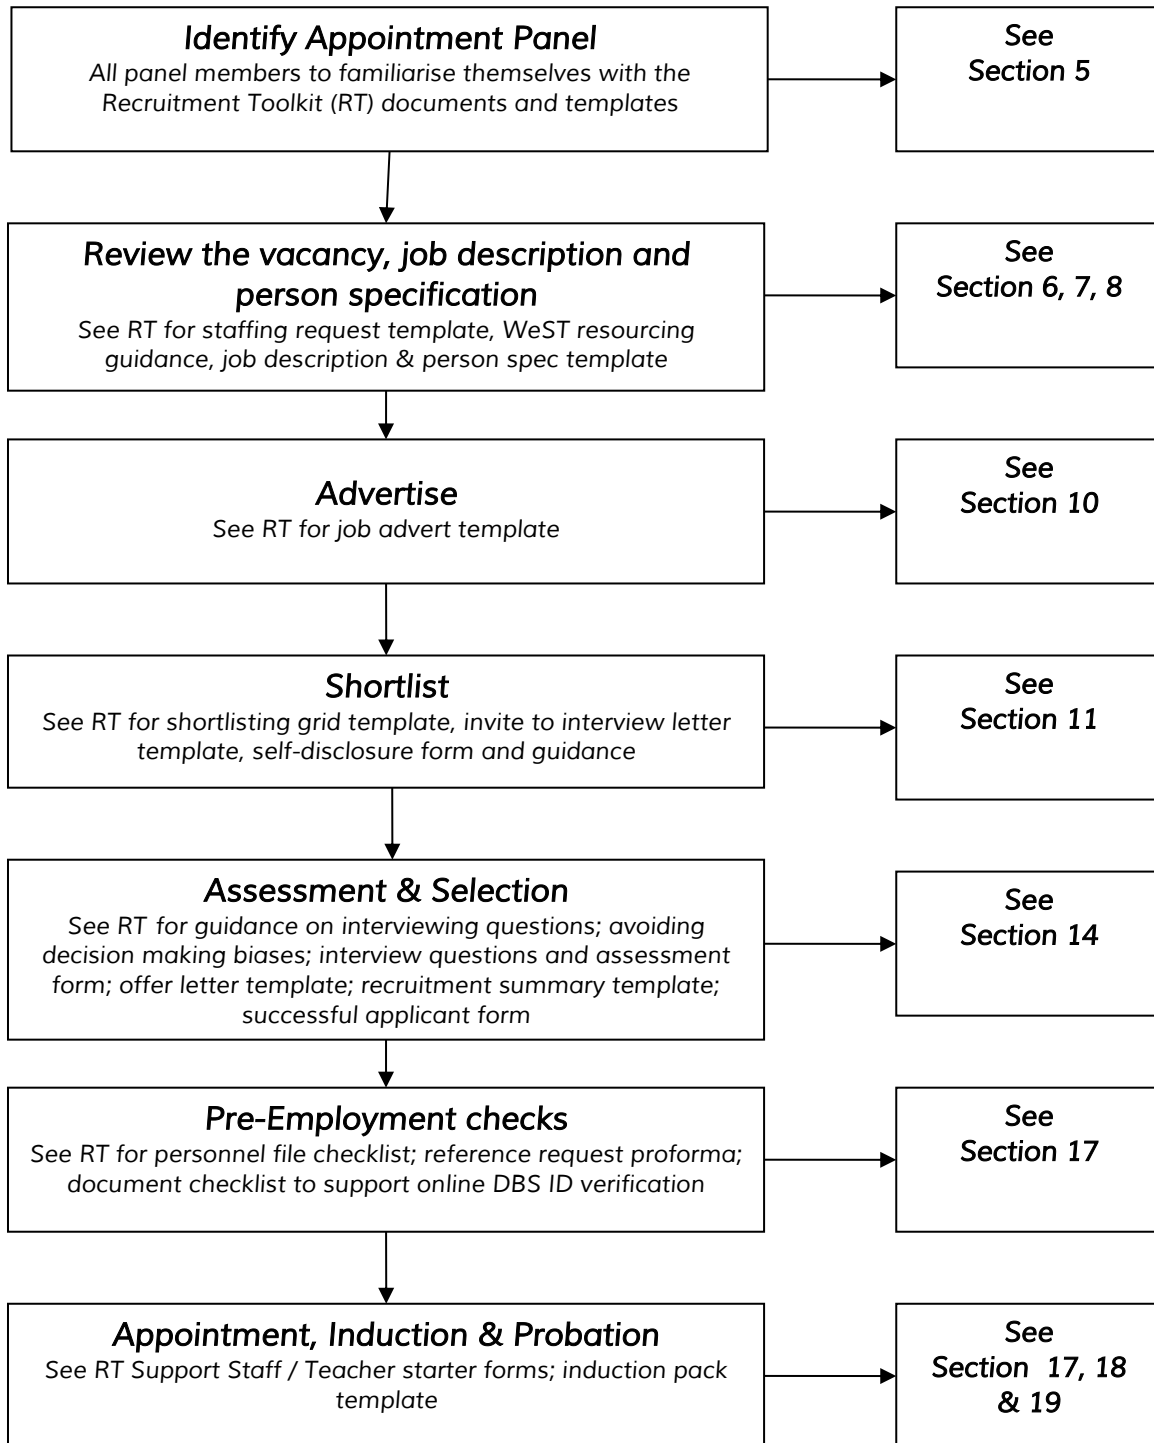 Identify Appointment Panel
All panel members to familiarise themselves with the
Recruitment Toolkit (RT) documents and templates
See
Section 5
Review the vacancy, job description and
person specification
See RT for staffing request template, WeST resourcing
guidance, job description & person spec template
See
Section 6, 7, 8
Advertise
See RT for job advert template
See
Section 10
Shortlist
See RT for shortlisting grid template, invite to interview letter
template, self-disclosure form and guidance
See
Section 11
Assessment & Selection
See RT for guidance on interviewing questions; avoiding
decision making biases; interview questions and assessment
form; offer letter template; recruitment summary template;
successful applicant form
See
Section 14
Pre-Employment checks
See RT for personnel file checklist; reference request proforma;
document checklist to support online DBS ID verification
See
Section 17
Appointment, Induction & Probation
See RT Support Staff / Teacher starter forms; induction pack
template
See
Section 17, 18
& 19